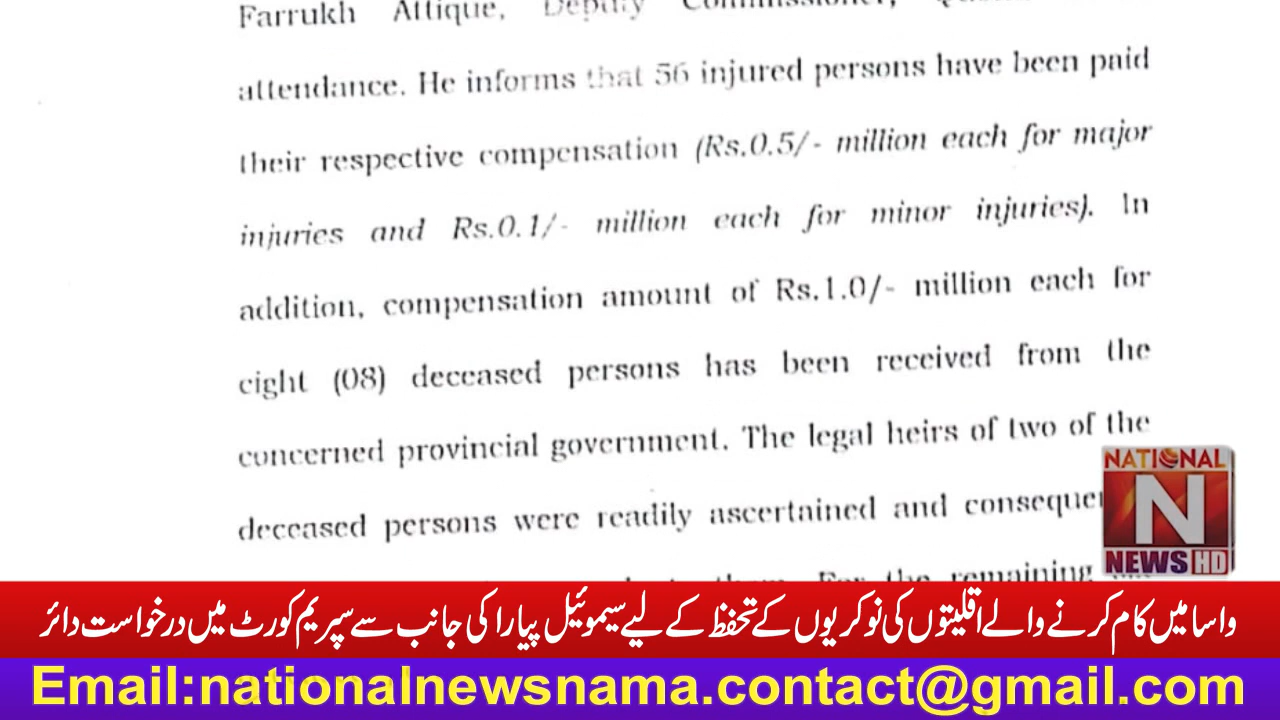 Farrukh Attique, Deputy Commissioner,
attendance. He informs that 56 injured persons have been paid
their respective compensation (Rs.0.5/- million each for major
injuries and Rs.0.1/- million each for minor injuries). In
addition, compensation amount of Rs.1.0/- million each for
eight (08) deceased persons has been received from the
concerned provincial government. The legal heirs of two of the
deceased persons were readily ascertained and
them. For the remaining
NATIONAL
N
NEWS HD
واسا میں کام کرنے والے اقلیتوں کی نوکریوں کے تحفظ کے لیے سیموئیل پیارا کی جانب سے سپریم کورٹ میں درخواست دائر
Email:nationalnewsnama.contact@gmail.com